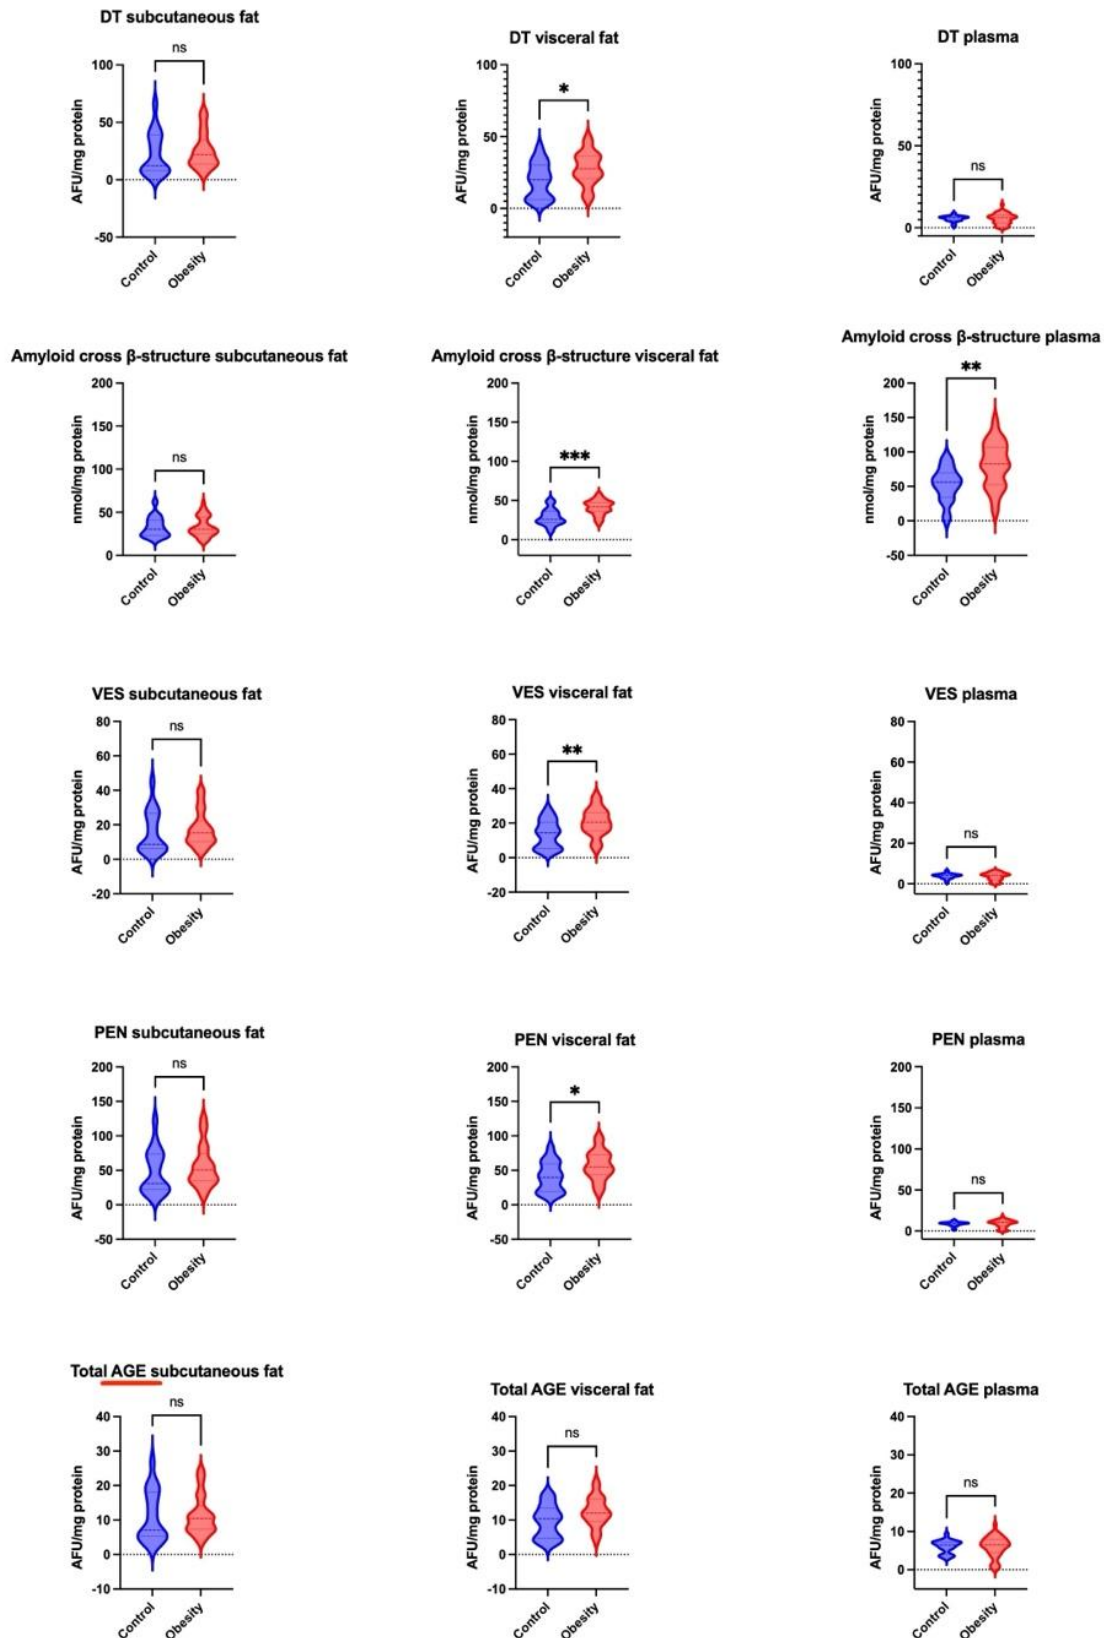 DT subcutaneous fat
ns
100
50
0
-50
AFU/mg protein
Control
Obesity
DT visceral fat
*
100
50
0
AFU/mg protein
Control
Obesity
DT plasma
ns
100
50
0
AFU/mg protein
Control
Obesity
Amyloid cross β-structure subcutaneous fat
ns
200
150
100
50
0
nmol/mg protein
Control
Obesity
Amyloid cross β-structure visceral fat
***
200
150
100
50
0
nmol/mg protein
Control
Obesity
Amyloid cross β-structure plasma
**
200
150
100
50
0
-50
nmol/mg protein
Control
Obesity
VES subcutaneous fat
ns
80
60
40
20
0
-20
AFU/mg protein
Control
Obesity
VES visceral fat
**
80
60
40
20
0
-20
AFU/mg protein
Control
Obesity
VES plasma
ns
80
60
40
20
0
AFU/mg protein
Control
Obesity
PEN subcutaneous fat
ns
200
150
100
50
0
-50
AFU/mg protein
Control
Obesity
PEN visceral fat
*
200
150
100
50
0
-50
AFU/mg protein
Control
Obesity
PEN plasma
ns
200
150
100
50
0
AFU/mg protein
Control
Obesity
Total AGE subcutaneous fat
ns
40
30
20
10
0
-10
AFU/mg protein
Control
Obesity
Total AGE visceral fat
ns
40
30
20
10
0
-10
AFU/mg protein
Control
Obesity
Total AGE plasma
ns
40
30
20
10
0
AFU/mg protein
Control
Obesity